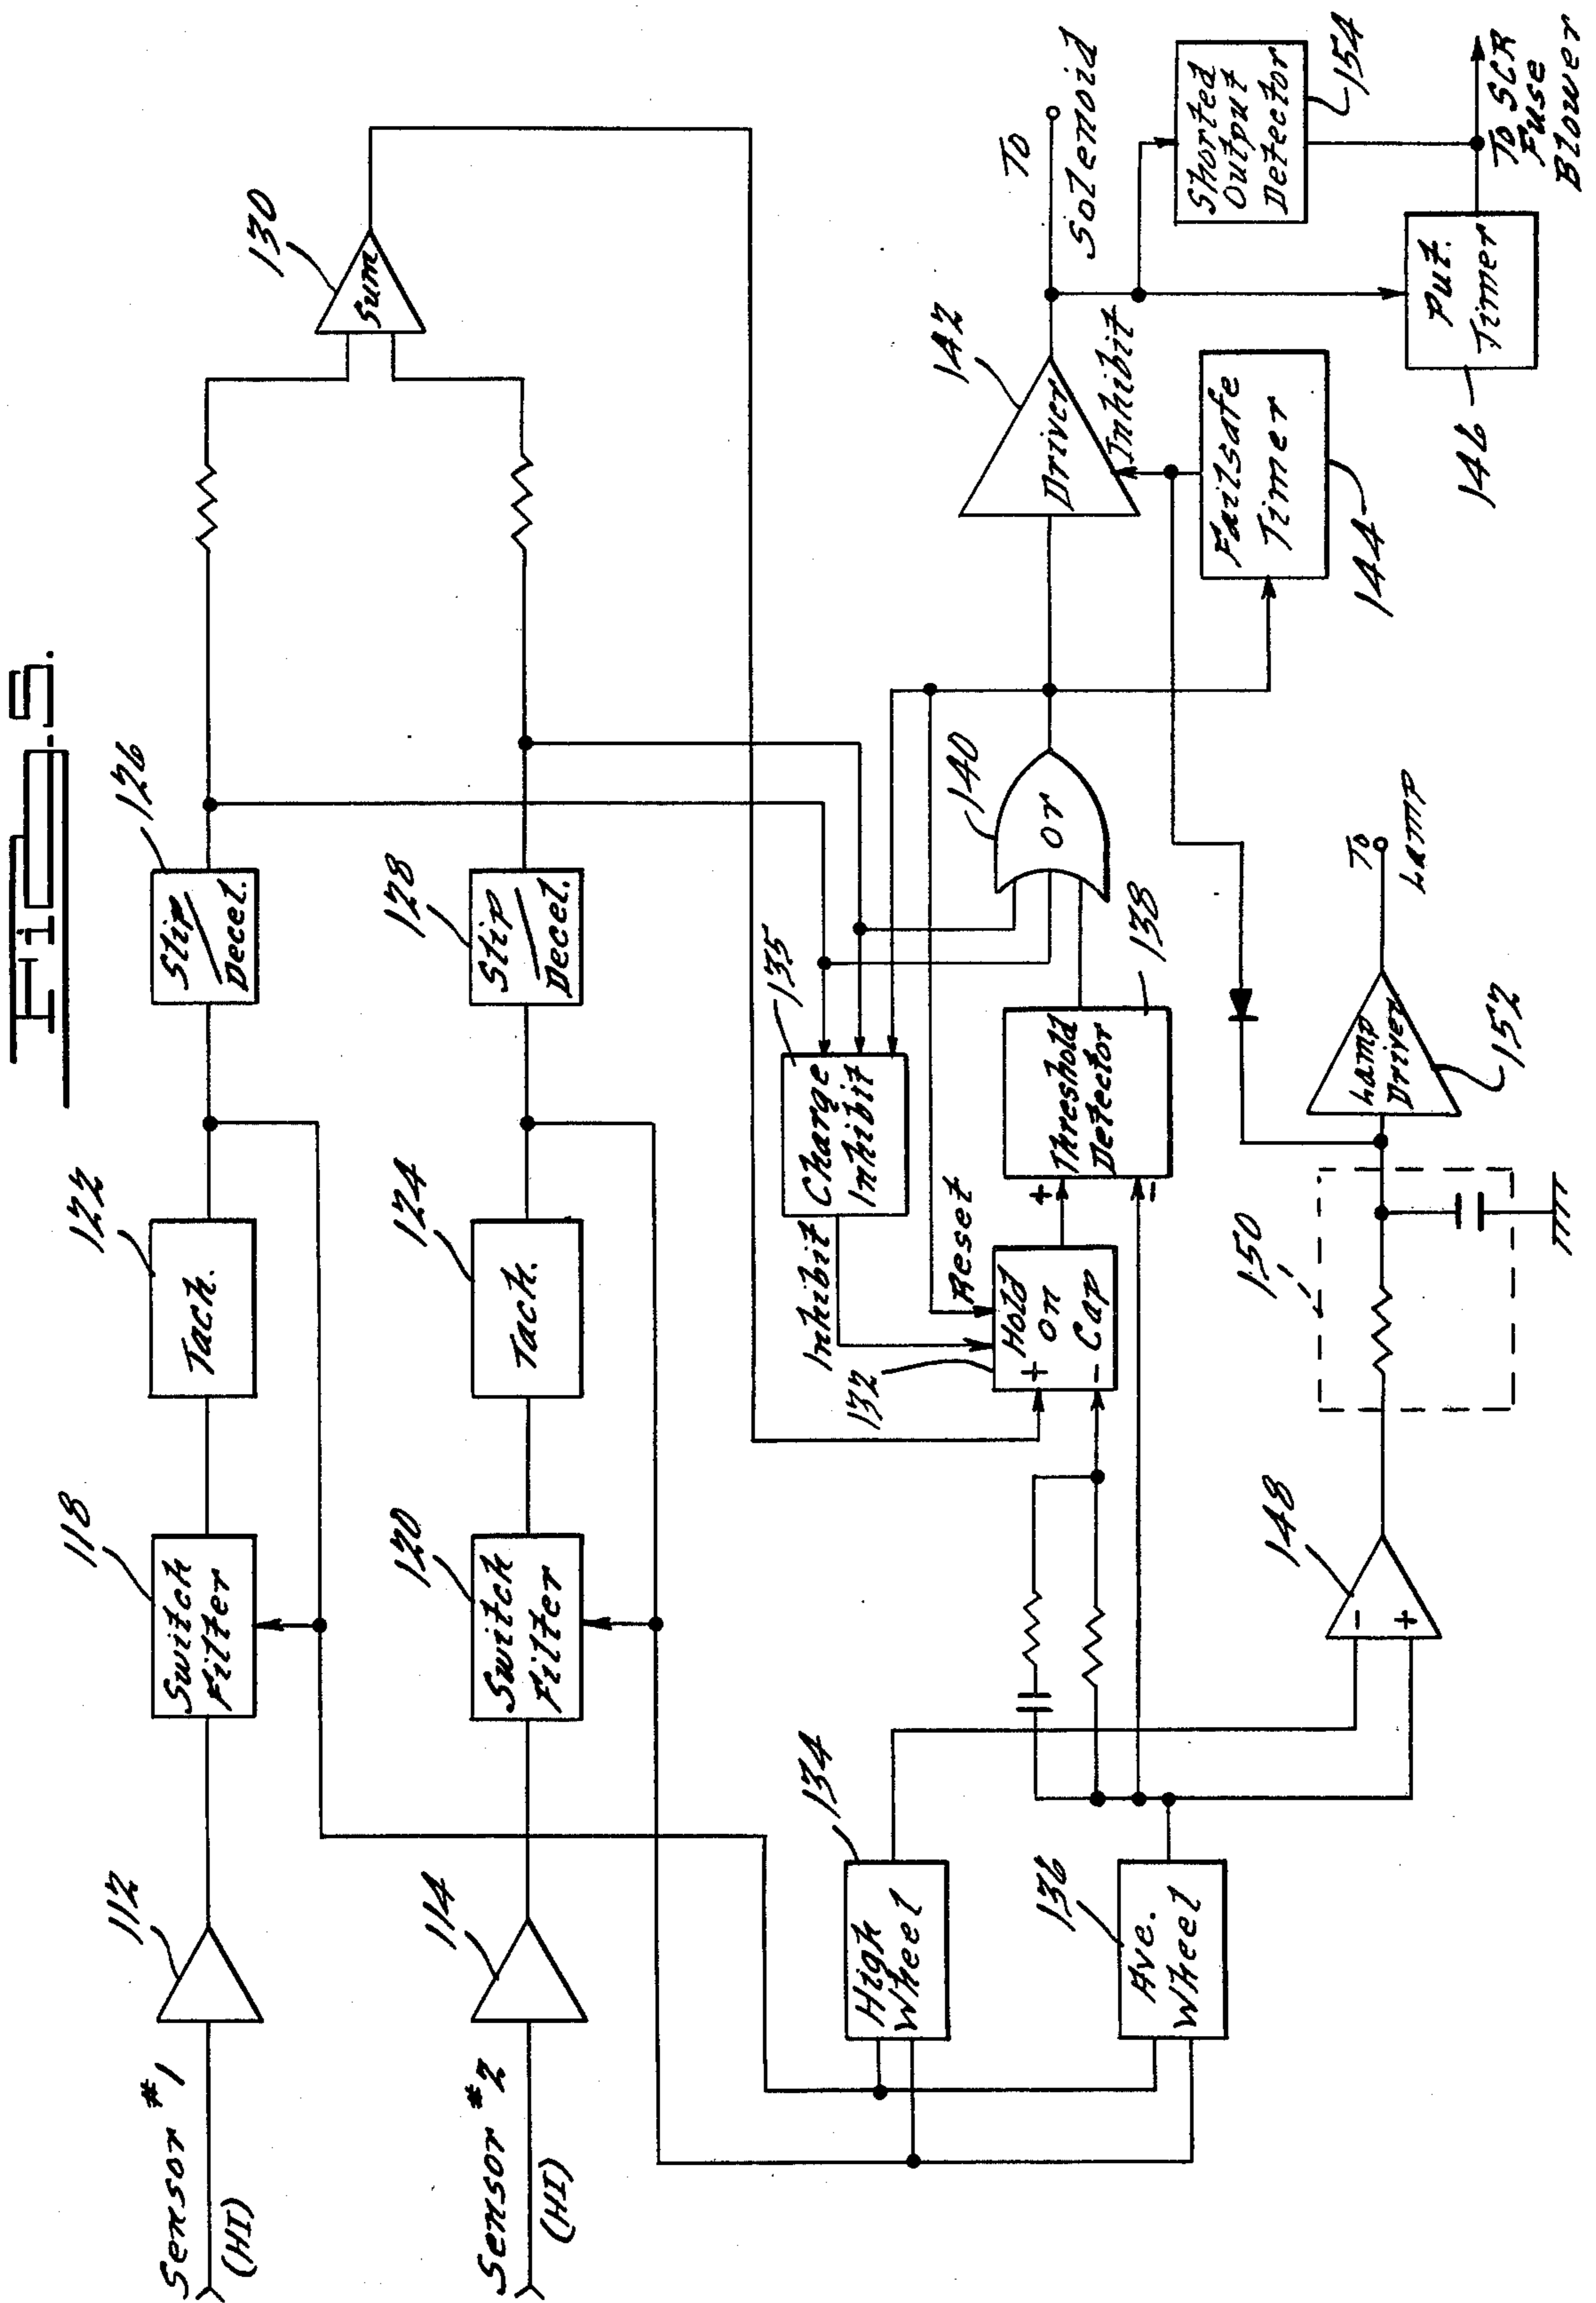 Fig. 5.
Sensor #1
(HI)
112
118
Switch
Filter
122
Tach.
126
Slip/
Decel.
130
Sum
Sensor #2
(HI)
114
120
Switch
Filter
124
Tach.
128
Slip/
Decel.
134
High
Wheel
136
Ave.
Wheel
132
Inhibit
Reset
+
-
Hold
on
Cap
135
Charge
Inhibit
+
-
Threshold
Detector
138
140
or
142
Driver
Inhibit
To
Solenoid
Failsafe
Timer
144
Put.
Timer
146
Shorted
Output
Detector
154
To SCR
Fuse
Blower
148
-
+
150
Lamp
Driver
152
To
Lamp